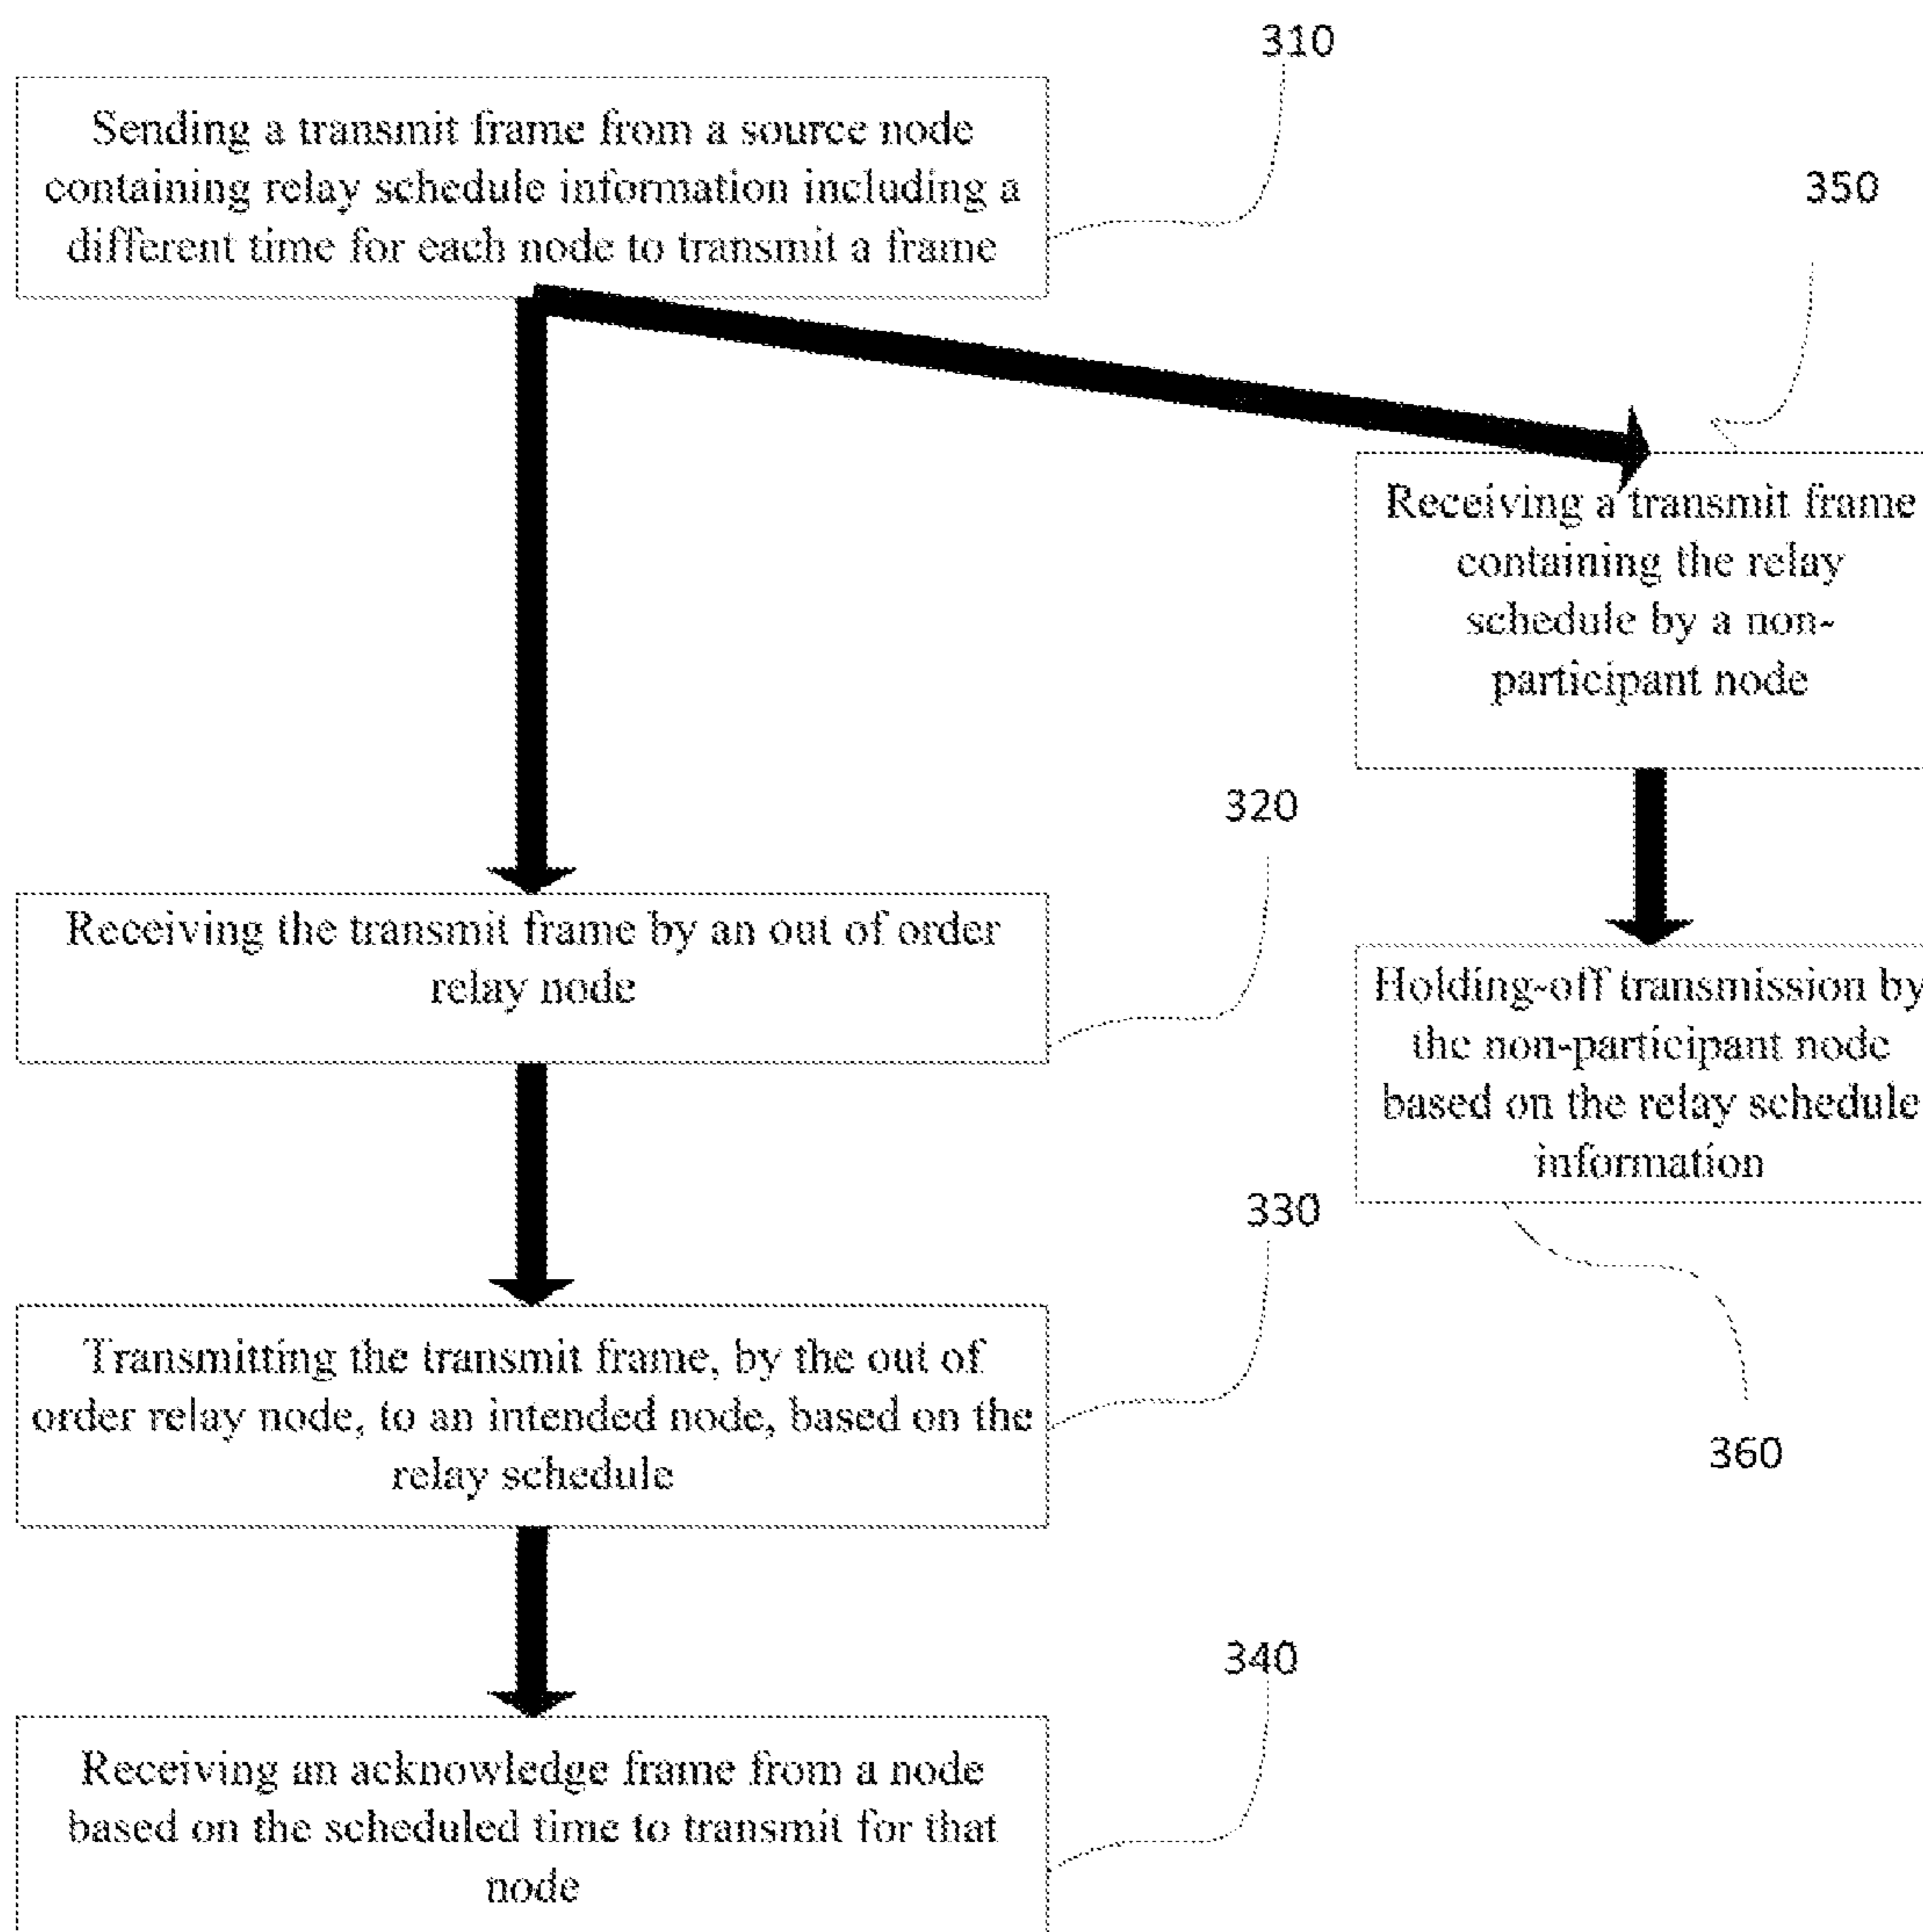 310
Sending a transmit frame from a source node
containing relay schedule information including a
different time for each node to transmit a frame
350
Receiving a transmit frame
containing the relay
schedule by a non-
participant node
320
Receiving the transmit frame by an out of order
relay node
Holding-off transmission by
the non-participant node
based on the relay schedule
information
330
Transmitting the transmit frame, by the out of
order relay node, to an intended node, based on the
relay schedule
360
340
Receiving an acknowledge frame from a node
based on the scheduled time to transmit for that
node